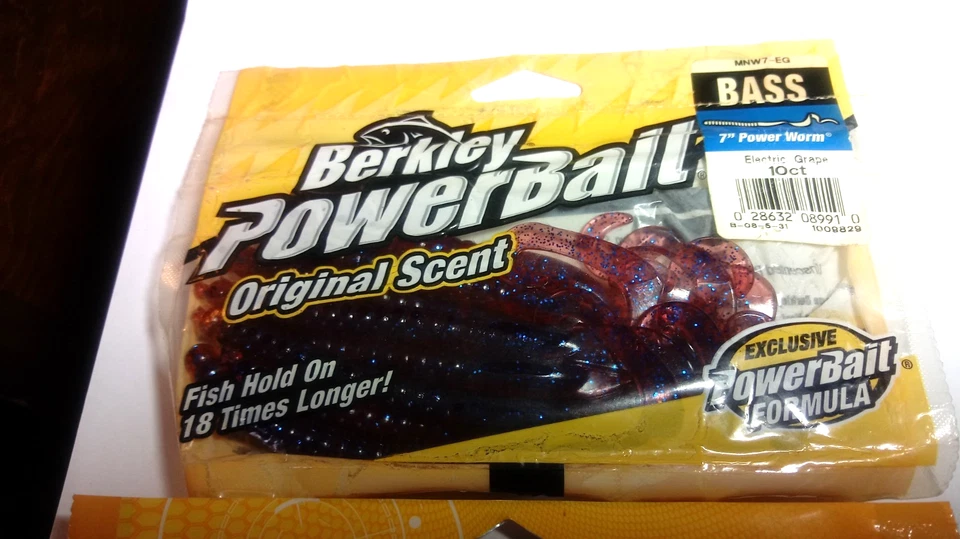 MNW7-EG
BASS
7" Power Worm®
Electric Grape
10ct
0 28632 08991 0
1009829
Berkley
PowerBait®
Original Scent
Fish Hold On
18 Times Longer!
EXCLUSIVE
PowerBait®
FORMULA